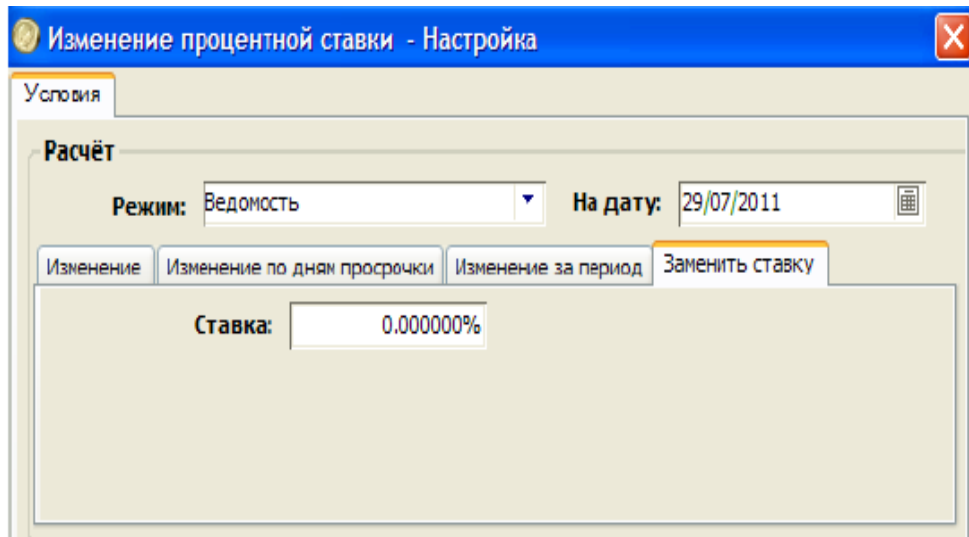 Изменение процентной ставки - Настройка
Условия
Расчёт
Режим: Ведомость На дату: 29/07/2011
Изменение Изменение по дням просрочки Изменение за период Заменить ставку
Ставка: 0.000000%